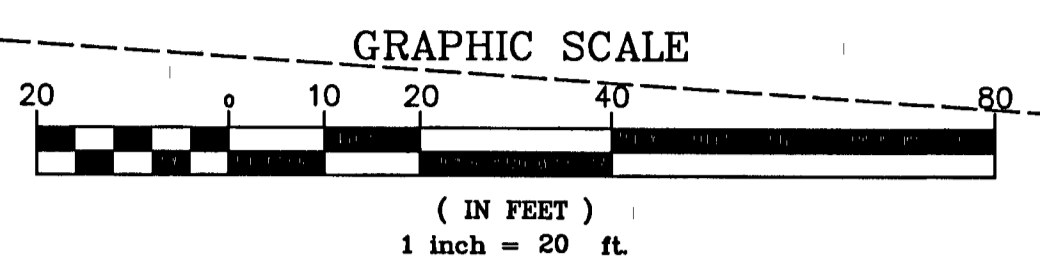 GRAPHIC SCALE
20 0 10 20 40 80
( IN FEET )
1 inch = 20 ft.